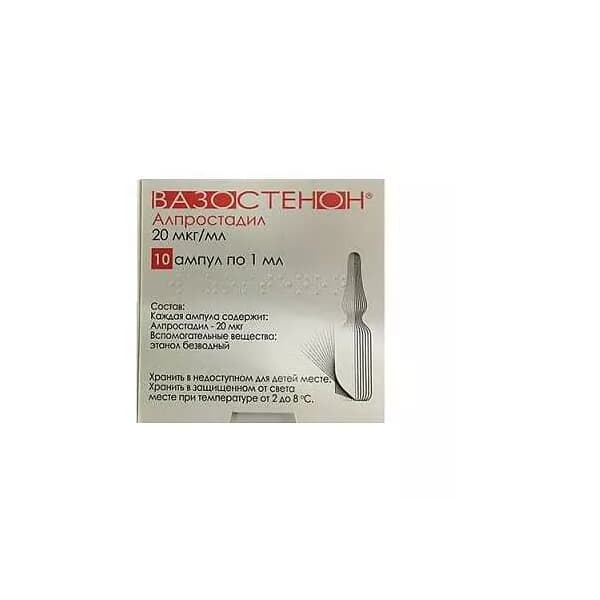 ВАЗОСТЕНОН®
Алпростадил
20 мкг/мл
10 ампул по 1 мл
Состав:
Каждая ампула содержит:
Алпростадил - 20 мкг
Вспомогательные вещества:
этанол безводный
Хранить в недоступном для детей месте.
Хранить в защищенном от света
месте при температуре от 2 до 8 °С.